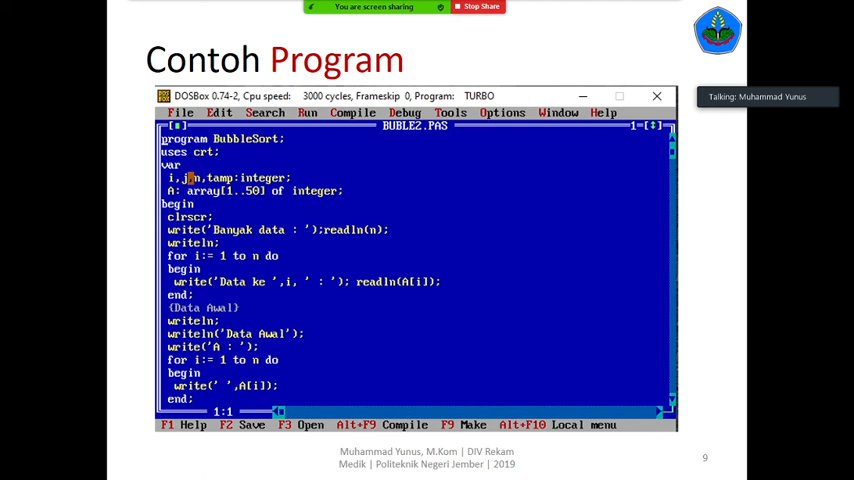 You are screen sharing Stop Share
Contoh Program
Talking: Muhammad Yunus
DOSBox 0.74-2, Cpu speed: 3000 cycles, Frameskip 0, Program: TURBO
File Edit Search Run Compile Debug Tools Options Window Help
BUBLE2.PAS 1
program BubbleSort;
uses crt;
var
i,j,n,tamp:integer;
A: array[1..50] of integer;
begin
clrscr;
write('Banyak data : ');readln(n);
writeln;
for i:= 1 to n do
begin
write('Data ke ',i, ' : '); readln(A[i]);
end;
{Data Awal}
writeln;
writeln('Data Awal');
write('A : ');
for i:= 1 to n do
begin
write(' ',A[i]);
end;
1:1
F1 Help F2 Save F3 Open Alt+F9 Compile F9 Make Alt+F10 Local menu
Muhammad Yunus, M.Kom | DIV Rekam
Medik | Politeknik Negeri Jember | 2019
9